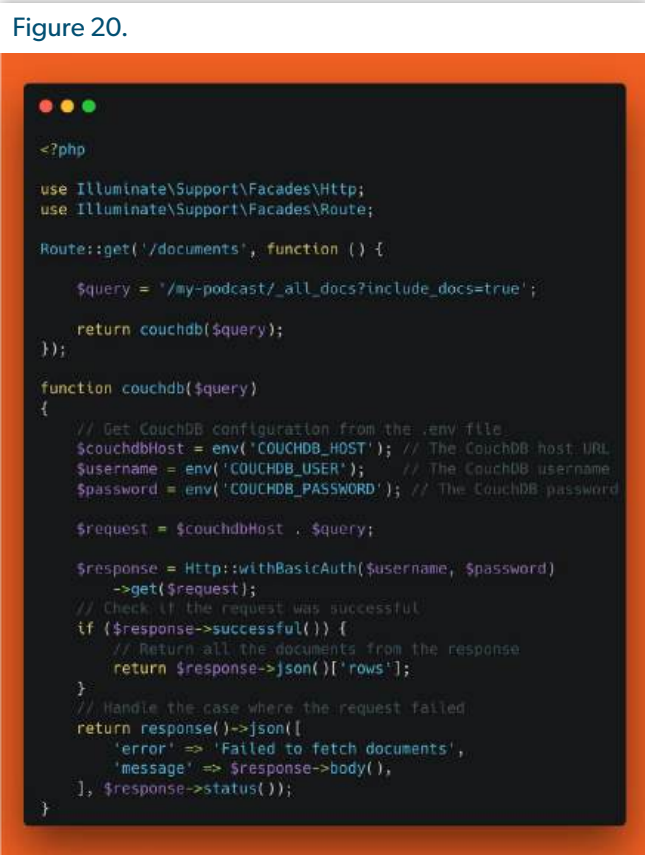 Figure 20.
<?php
use Illuminate\Support\Facades\Http;
use Illuminate\Support\Facades\Route;
Route::get('/documents', function () {
    $query = '/my-podcast/_all_docs?include_docs=true';
    return couchdb($query);
});
function couchdb($query)
{
    // Get CouchDB configuration from the .env file
    $couchdbHost = env('COUCHDB_HOST'); // The CouchDB host URL
    $username = env('COUCHDB_USER');    // The CouchDB username
    $password = env('COUCHDB_PASSWORD'); // The CouchDB password
    $request = $couchdbHost . $query;
    $response = Http::withBasicAuth($username, $password)
        ->get($request);
    // Check if the request was successful
    if ($response->successful()) {
        // Return all the documents from the response
        return $response->json()['rows'];
    }
    // Handle the case where the request failed
    return response()->json([
        'error' => 'Failed to fetch documents',
        'message' => $response->body(),
    ], $response->status());
}